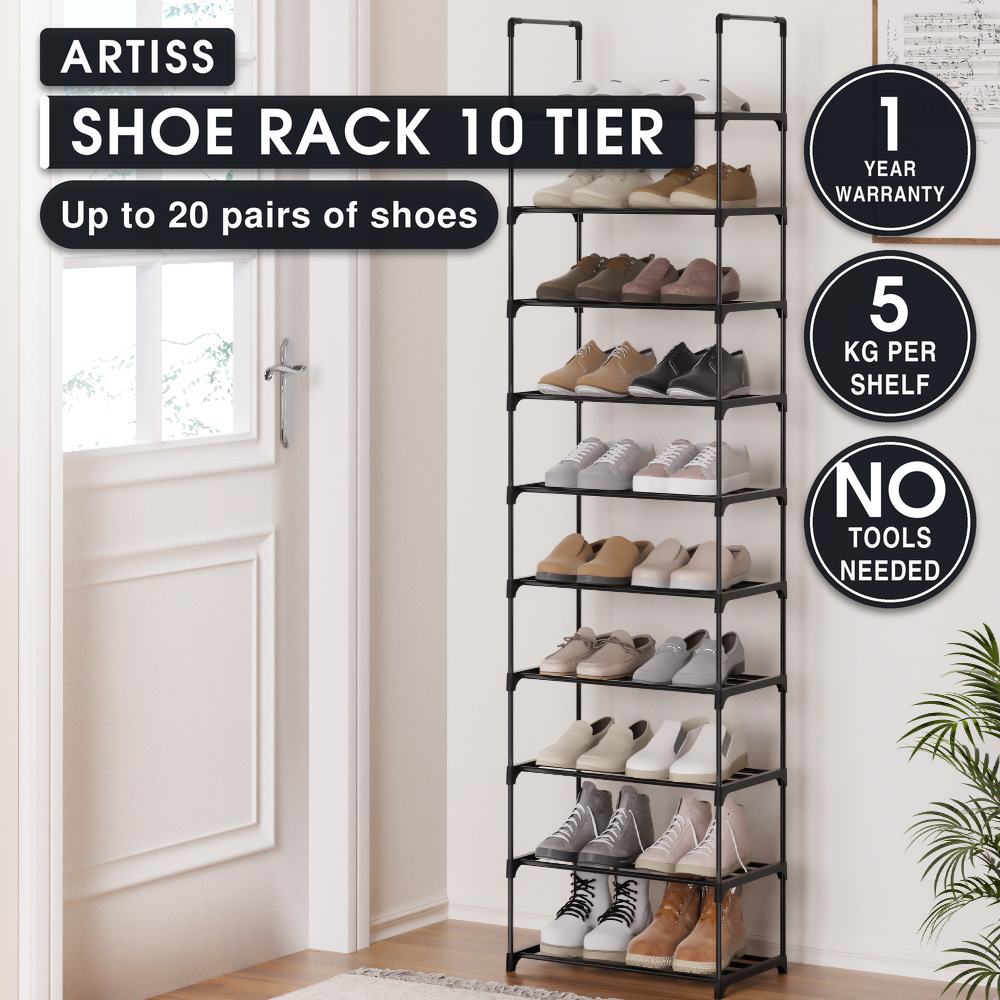 ARTISS
SHOE RACK 10 TIER
Up to 20 pairs of shoes
1
YEAR
WARRANTY
5
KG PER
SHELF
NO
TOOLS
NEEDED